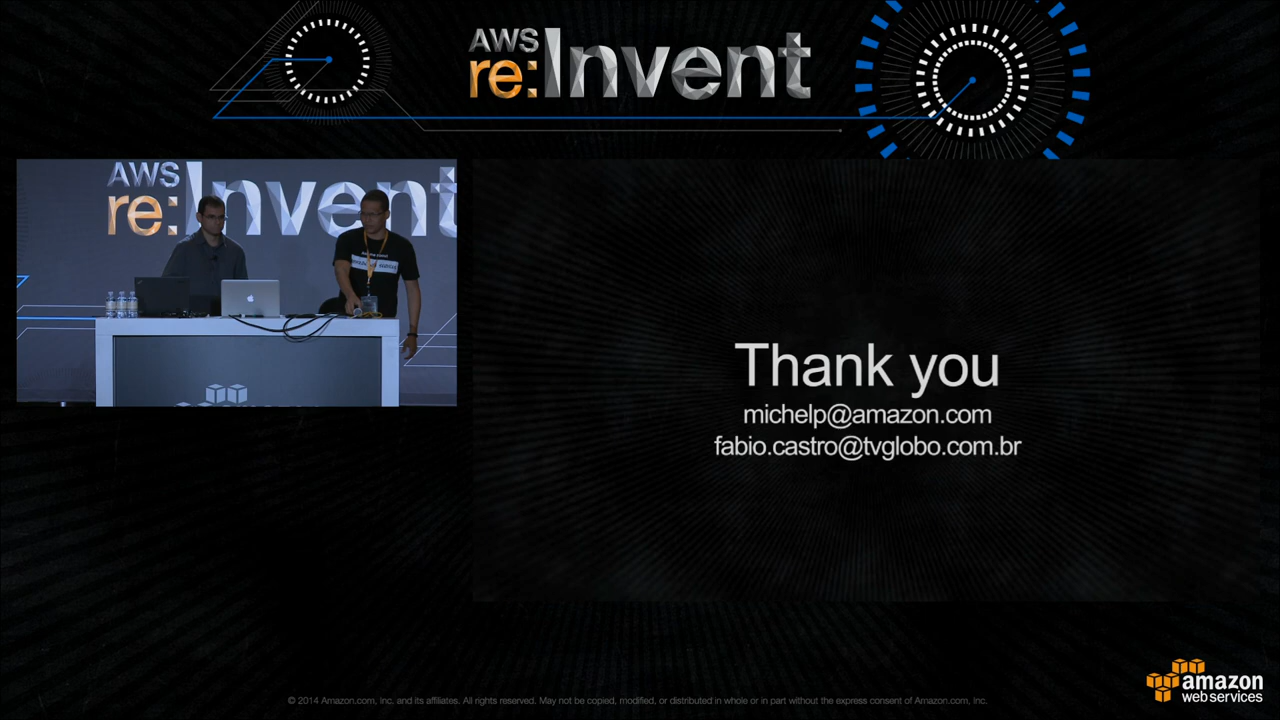 AWS
re:Invent
AWS
re:Invent
Thank you
michelp@amazon.com
fabio.castro@tvglobo.com.br
amazon
web services
© 2014 Amazon.com, Inc. and its affiliates. All rights reserved. May not be copied, modified, or distributed in whole or in part without the express consent of Amazon.com, Inc.